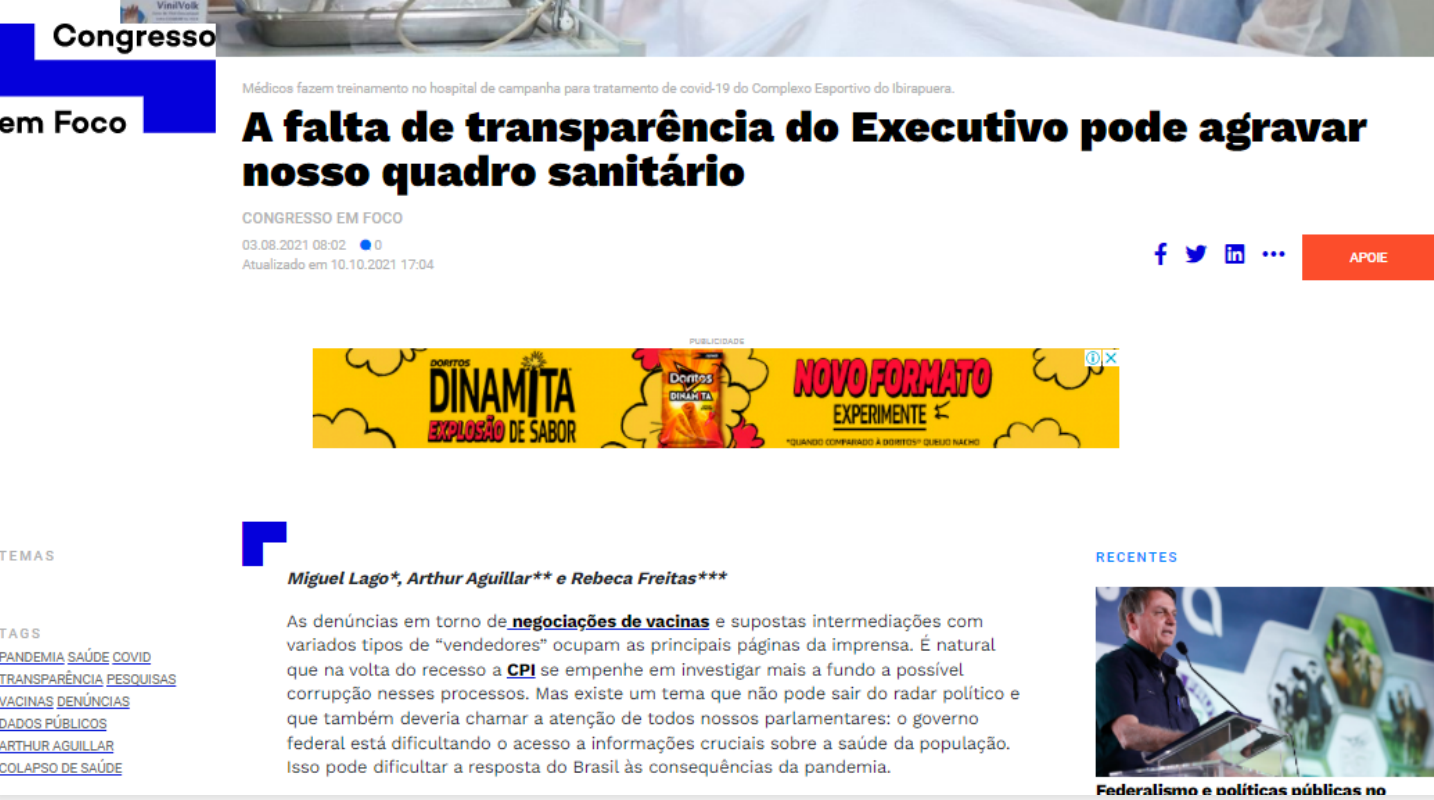 VinilVolk
Congresso
em Foco
Médicos fazem treinamento no hospital de campanha para tratamento de covid-19 do Complexo Esportivo do Ibirapuera.
A falta de transparência do Executivo pode agravar
nosso quadro sanitário
CONGRESSO EM FOCO
03.08.2021 08:02 0
Atualizado em 10.10.2021 17:04
APOIE
PUBLICIDADE
DORITOS
DINAMITA
EXPLOSÃO DE SABOR
Doritos
DINAMITA
NOVO FORMATO
EXPERIMENTE
*QUANDO COMPARADO À DORITOS® QUEIJO NACHO
TEMAS
TAGS
PANDEMIA SAÚDE COVID
TRANSPARÊNCIA PESQUISAS
VACINAS DENÚNCIAS
DADOS PÚBLICOS
ARTHUR AGUILLAR
COLAPSO DE SAÚDE
Miguel Lago*, Arthur Aguillar** e Rebeca Freitas***
As denúncias em torno de negociações de vacinas e supostas intermediações com
variados tipos de “vendedores” ocupam as principais páginas da imprensa. É natural
que na volta do recesso a CPI se empenhe em investigar mais a fundo a possível
corrupção nesses processos. Mas existe um tema que não pode sair do radar político e
que também deveria chamar a atenção de todos nossos parlamentares: o governo
federal está dificultando o acesso a informações cruciais sobre a saúde da população.
Isso pode dificultar a resposta do Brasil às consequências da pandemia.
RECENTES
Federalismo e políticas públicas no